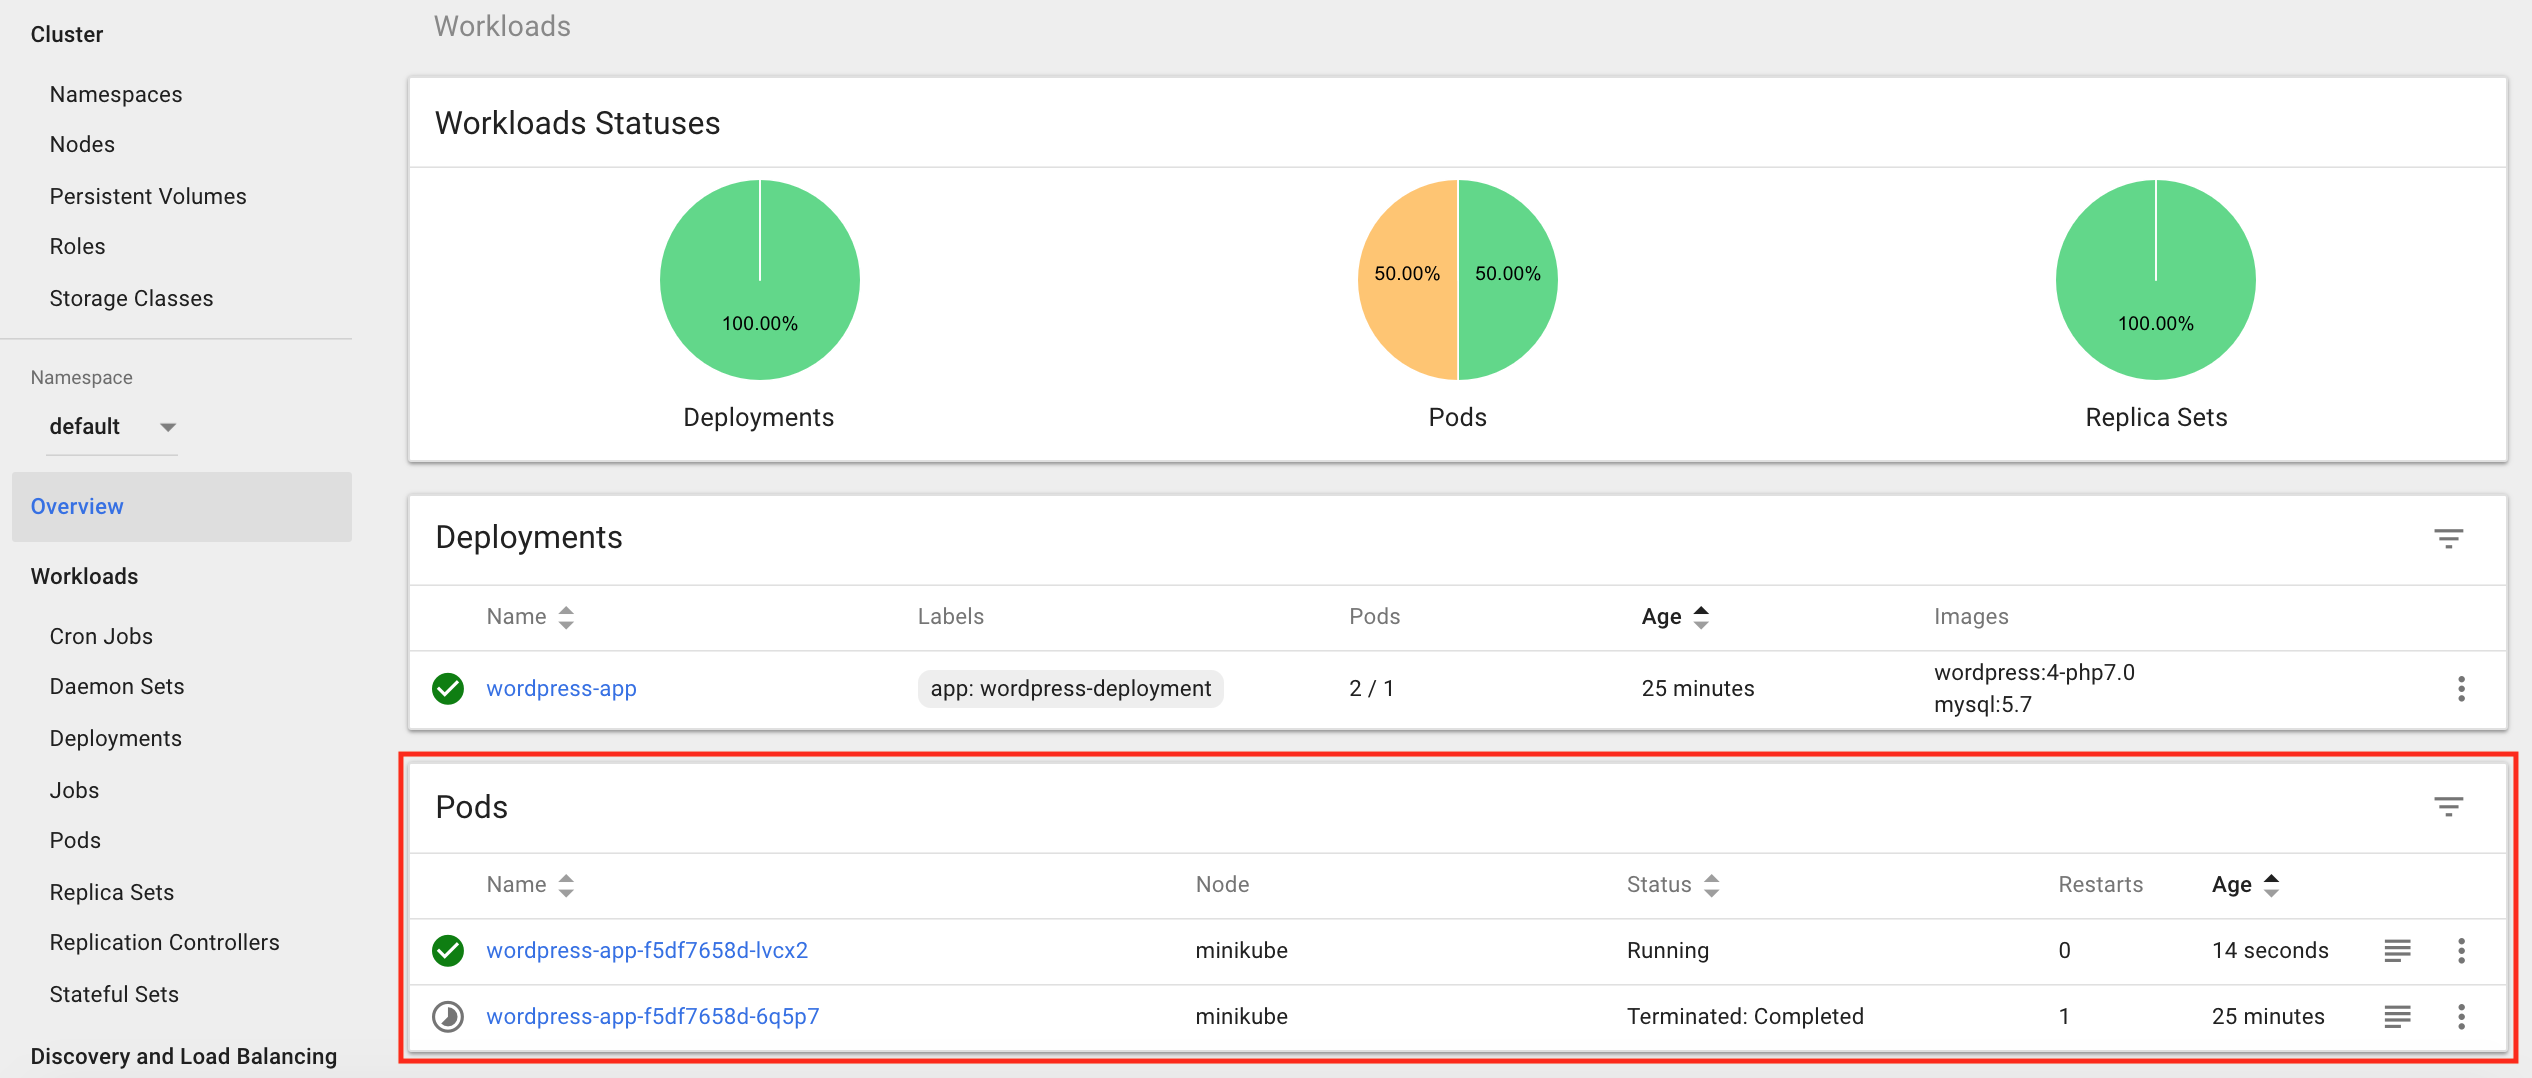 Cluster
Namespaces
Nodes
Persistent Volumes
Roles
Storage Classes
Namespace
default
Overview
Workloads
Cron Jobs
Daemon Sets
Deployments
Jobs
Pods
Replica Sets
Replication Controllers
Stateful Sets
Discovery and Load Balancing
Workloads
Workloads Statuses
100.00%
50.00% 50.00%
100.00%
Deployments Pods Replica Sets
Deployments
Name Labels Pods Age Images
wordpress-app app: wordpress-deployment 2 / 1 25 minutes wordpress:4-php7.0
mysql:5.7
Pods
Name Node Status Restarts Age
wordpress-app-f5df7658d-lvcx2 minikube Running 0 14 seconds
wordpress-app-f5df7658d-6q5p7 minikube Terminated: Completed 1 25 minutes